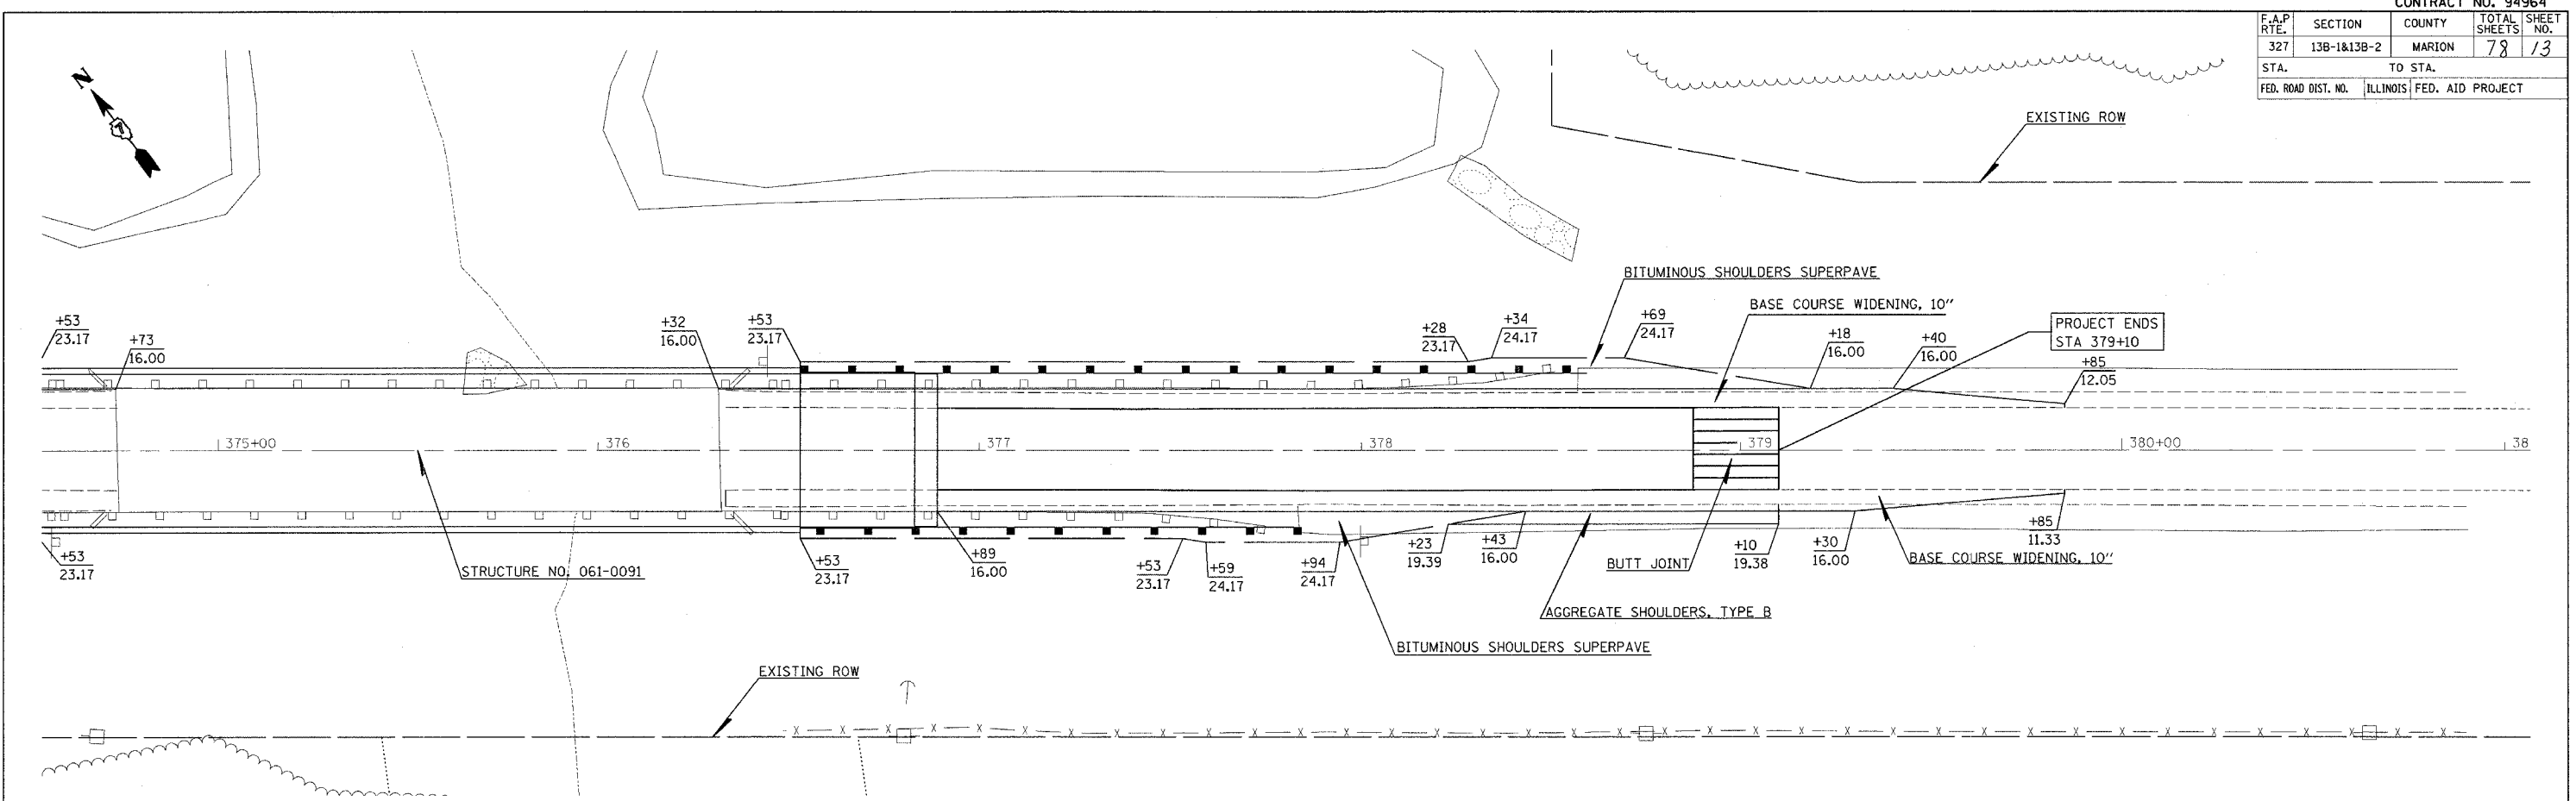 CONTRACT NO. 94964
F.A.P RTE. SECTION COUNTY TOTAL SHEETS SHEET NO.
327 13B-1&13B-2 MARION 78 13
STA. TO STA.
FED. ROAD DIST. NO. ILLINOIS FED. AID PROJECT
N
EXISTING ROW
BITUMINOUS SHOULDERS SUPERPAVE
BASE COURSE WIDENING, 10"
PROJECT ENDS
STA 379+10
+53
23.17
+73
16.00
+32
16.00
+53
23.17
+28
23.17
+34
24.17
+69
24.17
+18
16.00
+40
16.00
+85
12.05
375+00
376
377
378
379
380+00
38
+53
23.17
STRUCTURE NO. 061-0091
+53
23.17
+89
16.00
+53
23.17
+59
24.17
+94
24.17
+23
19.39
+43
16.00
BUTT JOINT
+10
19.38
+30
16.00
+85
11.33
BASE COURSE WIDENING, 10"
AGGREGATE SHOULDERS, TYPE B
BITUMINOUS SHOULDERS SUPERPAVE
EXISTING ROW